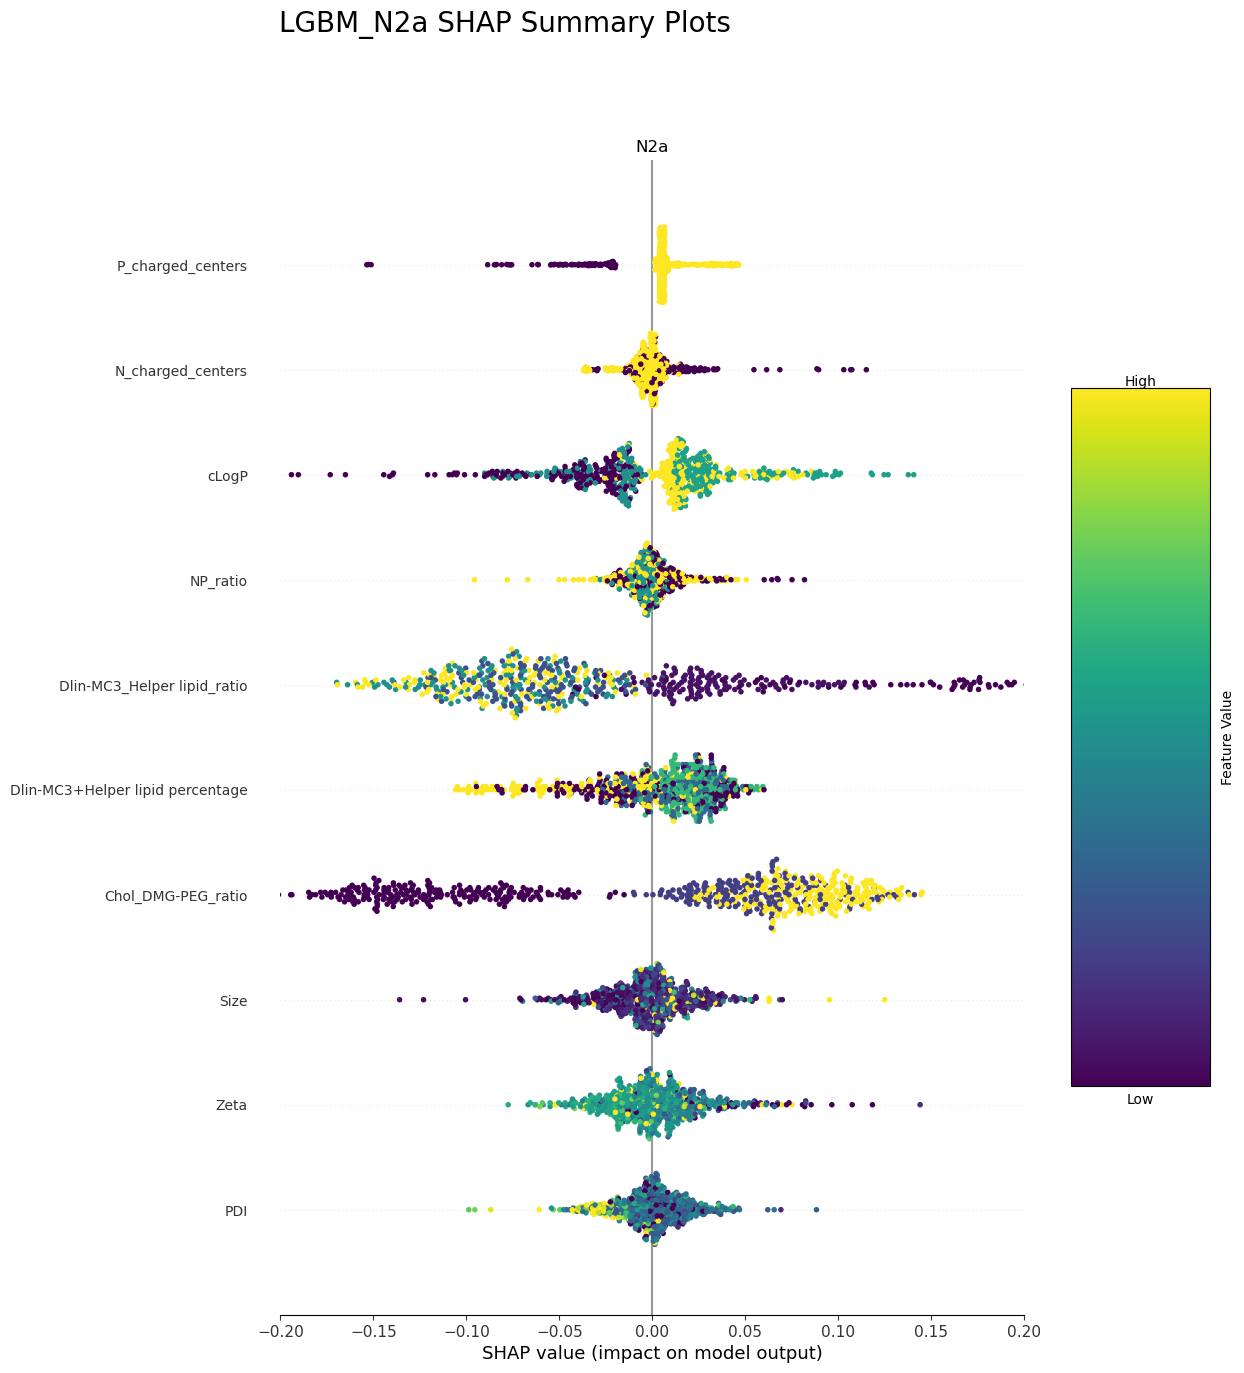 LGBM_N2a SHAP Summary Plots
N2a
P_charged_centers
N_charged_centers
cLogP
NP_ratio
Dlin-MC3_Helper lipid_ratio
Dlin-MC3+Helper lipid percentage
Chol_DMG-PEG_ratio
Size
Zeta
PDI
−0.20 −0.15 −0.10 −0.05 0.00 0.05 0.10 0.15 0.20
SHAP value (impact on model output)
High
Feature Value
Low